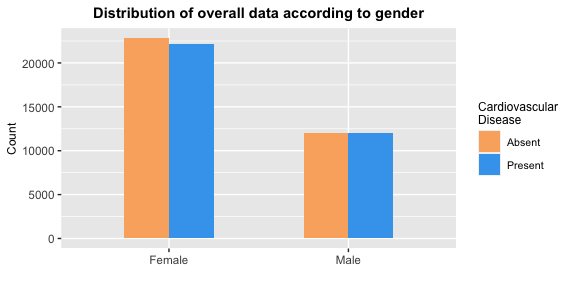 Distribution of overall data according to gender
Count
20000
15000
10000
5000
0
Female
Male
Cardiovascular
Disease
Absent
Present